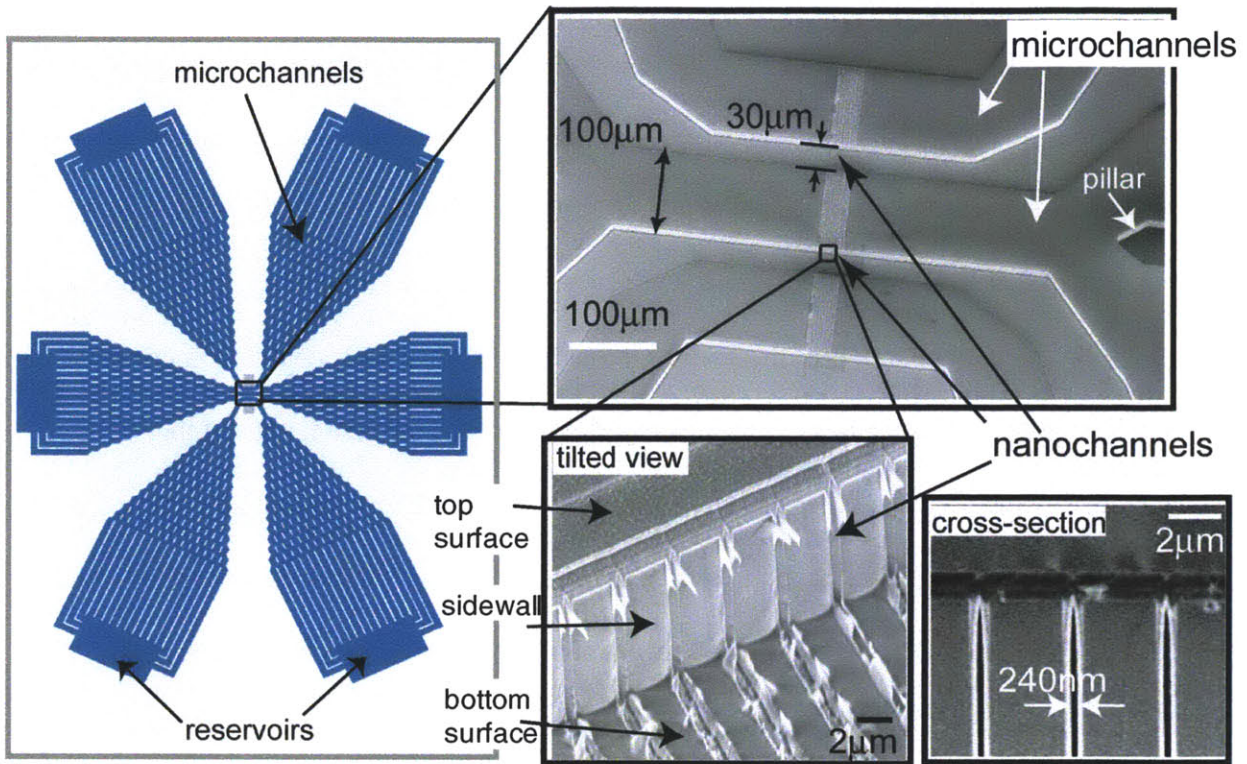 microchannels
reservoirs
microchannels
30μm
100μm
pillar
100μm
nanochannels
tilted view
top
surface
sidewall
bottom
surface
2μm
cross-section
2μm
240nm